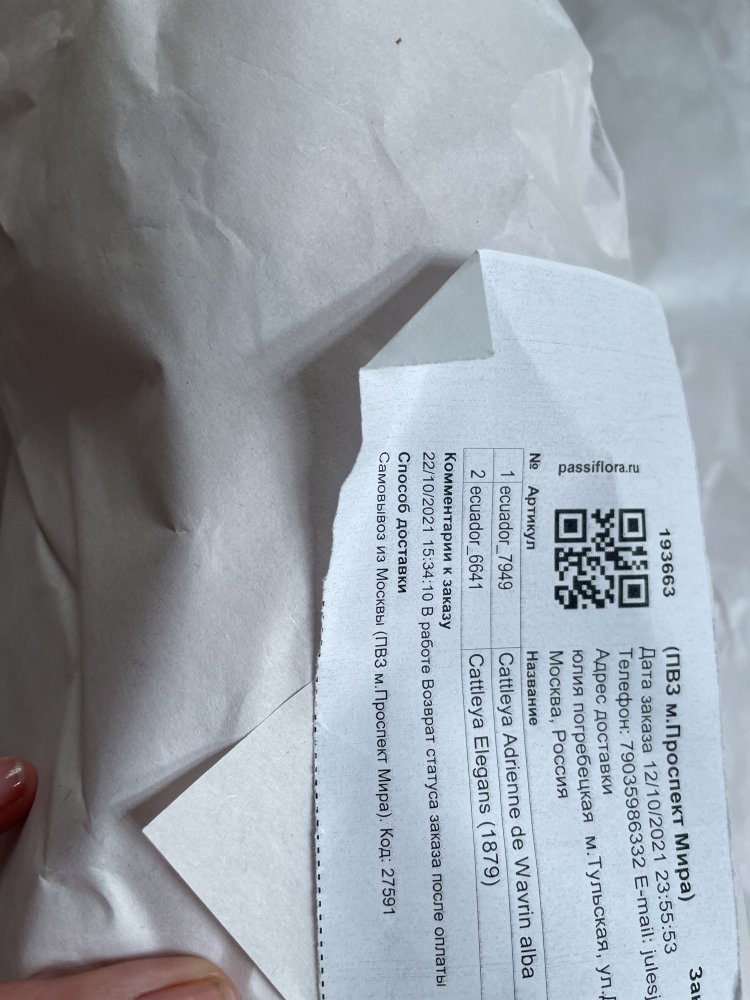 193663
(ПВЗ м.Проспект Мира)
passiflora.ru
Дата заказа 12/10/2021 23:55:53
Телефон: 79035986332 E-mail:
Адрес доставки
юлия погребецкая м.Тульская,
Москва, Россия
№ Артикул Название
1 ecuador_7949 Cattleya Adrienne de Wavrin alba
2 ecuador_6641 Cattleya Elegans (1879)
Комментарии к заказу
22/10/2021 15:34:10 В работе Возврат статуса заказа после оплаты
Способ доставки
Самовывоз из Москвы (ПВЗ м.Проспект Мира). Код: 27591